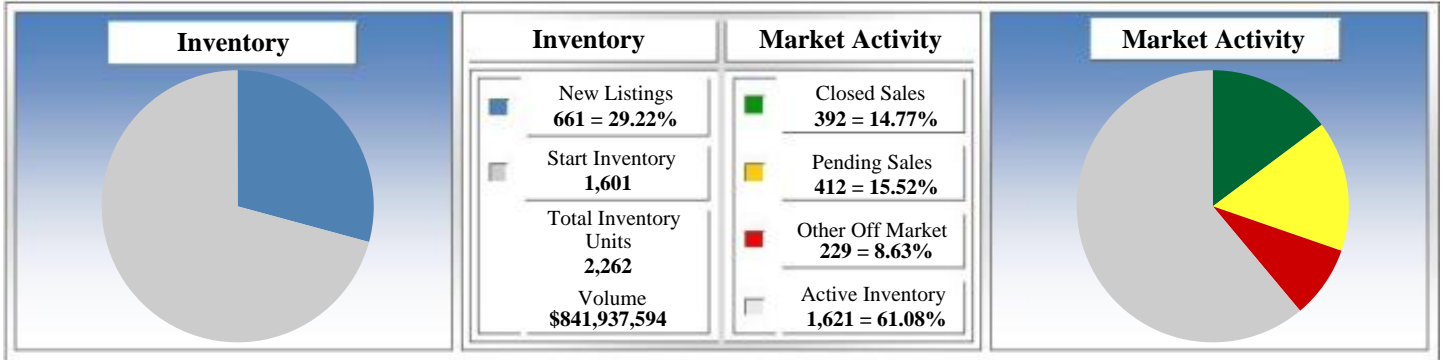 Inventory
Inventory
Market Activity
New Listings
661 = 29.22%
Start Inventory
1,601
Total Inventory
Units
2,262
Volume
$841,937,594
Closed Sales
392 = 14.77%
Pending Sales
412 = 15.52%
Other Off Market
229 = 8.63%
Active Inventory
1,621 = 61.08%
Market Activity